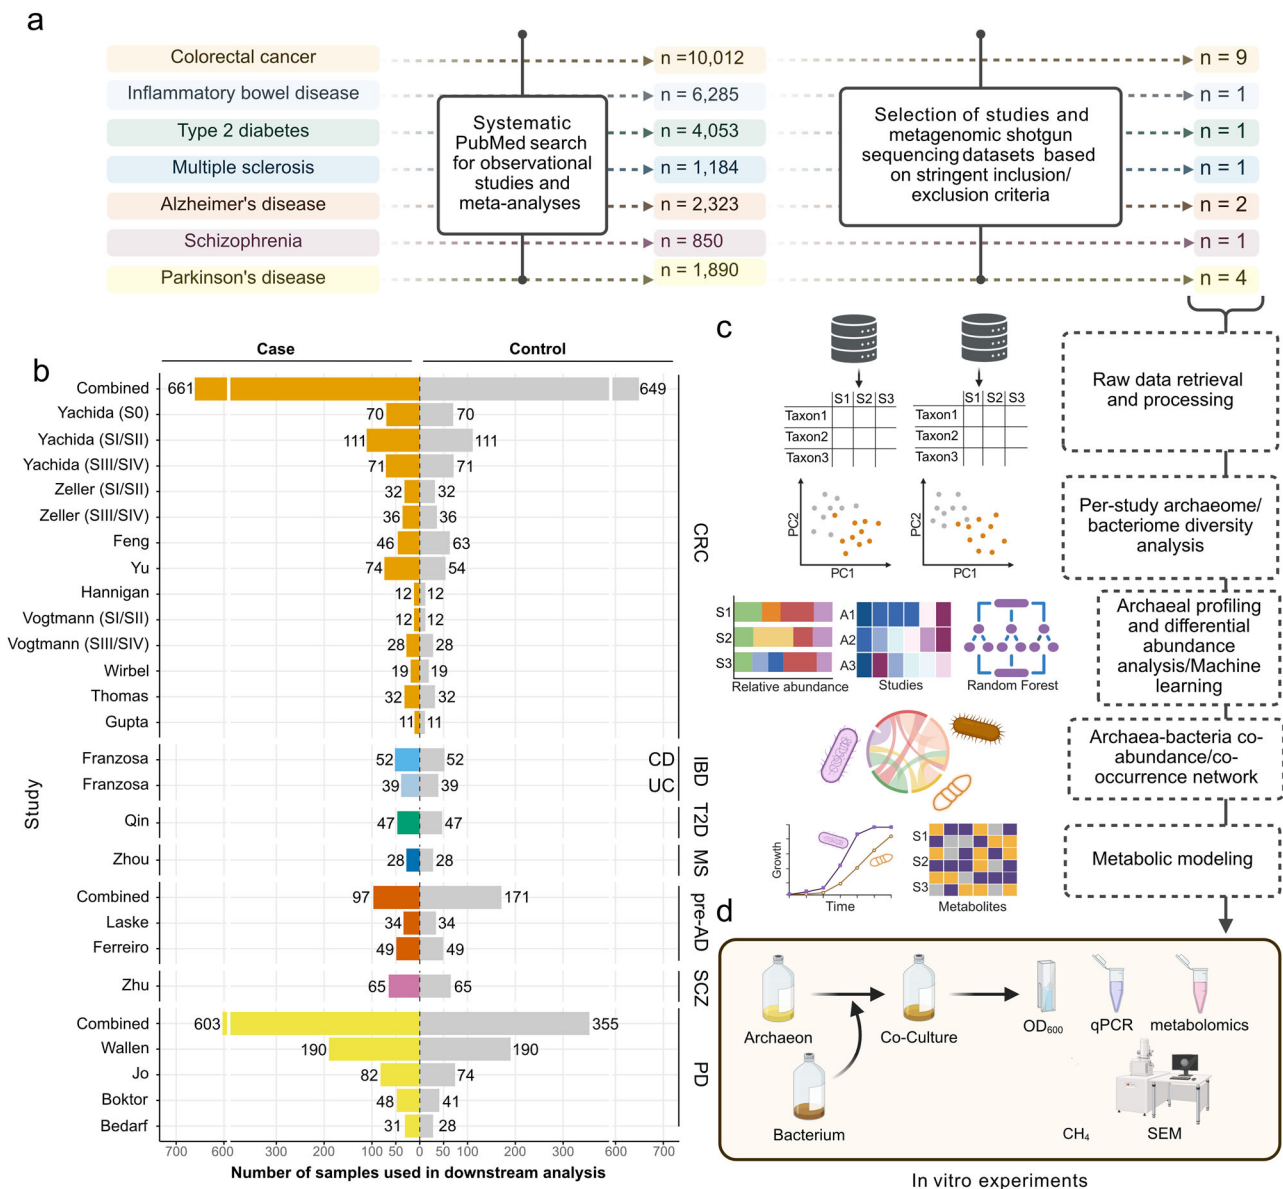 a
Colorectal cancer
n =10,012
n = 9
Inflammatory bowel disease
n = 6,285
n = 1
Type 2 diabetes
n = 4,053
n = 1
Multiple sclerosis
n = 1,184
n = 1
Alzheimer's disease
n = 2,323
n = 2
Schizophrenia
n = 850
n = 1
Parkinson's disease
n = 1,890
n = 4
Systematic
PubMed search
for observational
studies and
meta-analyses
Selection of studies and
metagenomic shotgun
sequencing datasets based
on stringent inclusion/
exclusion criteria
b
Case
Control
Study
Combined 661 649
Yachida (S0) 70 70
Yachida (SI/SII) 111 111
Yachida (SIII/SIV) 71 71
Zeller (SI/SII) 32 32
Zeller (SIII/SIV) 36 36
Feng 46 63
Yu 74 54
Hannigan 12 12
Vogtmann (SI/SII) 12 12
Vogtmann (SIII/SIV) 28 28
Wirbel 19 19
Thomas 32 32
Gupta 11 11
CRC
Franzosa 52 52 CD
Franzosa 39 39 UC
IBD
Qin 47 47
T2D
Zhou 28 28
MS
Combined 97 171
Laske 34 34
Ferreiro 49 49
pre-AD
Zhu 65 65
SCZ
Combined 603 355
Wallen 190 190
Jo 82 74
Boktor 48 41
Bedarf 31 28
PD
700 600 300 200 100 50 0 50 100 200 300 600 700
Number of samples used in downstream analysis
c
S1 S2 S3
Taxon1
Taxon2
Taxon3
S1 S2 S3
Taxon1
Taxon2
Taxon3
PC2
PC1
PC2
PC1
S1
S2
S3
Relative abundance
A1
A2
A3
Studies
Random Forest
Growth
Time
S1
S2
S3
Metabolites
Raw data retrieval
and processing
Per-study archaeome/
bacteriome diversity
analysis
Archaeal profiling
and differential
abundance
analysis/Machine
learning
Archaea-bacteria co-
abundance/co-
occurrence network
Metabolic modeling
d
Archaeon
Bacterium
Co-Culture
OD₆₀₀
qPCR
metabolomics
CH₄
SEM
In vitro experiments